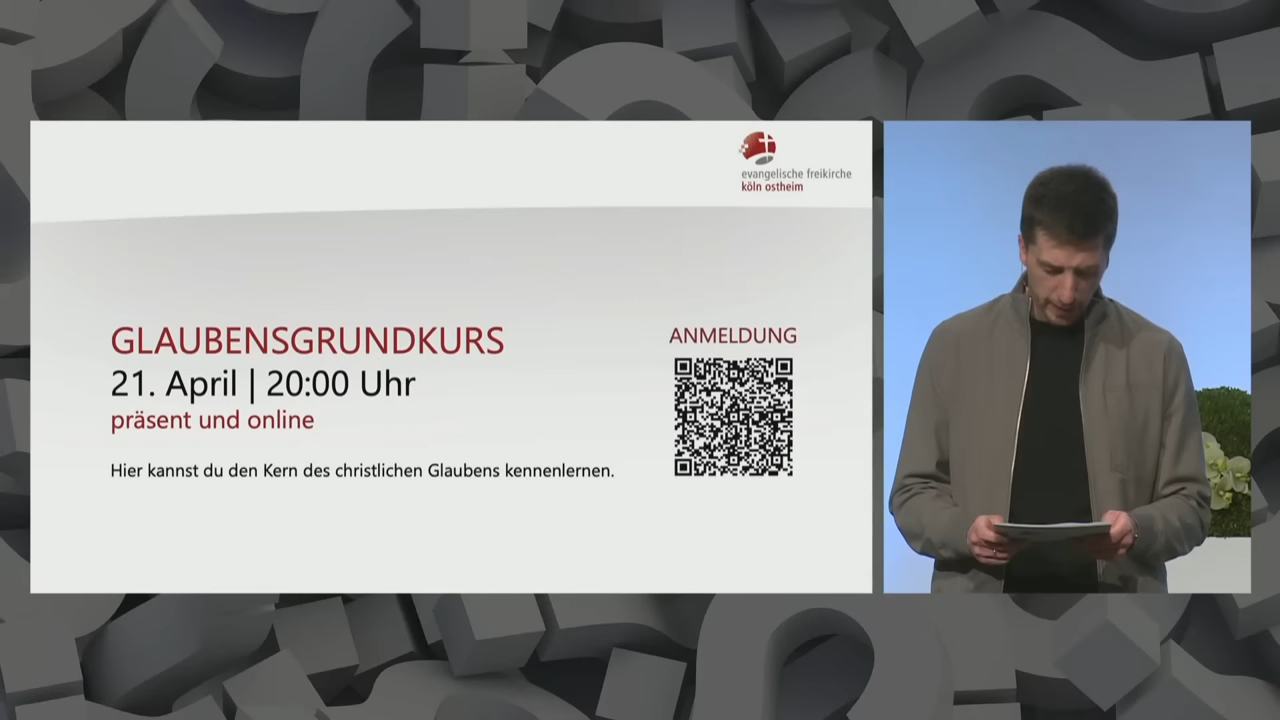 evangelische freikirche
köln ostheim
GLAUBENSGRUNDKURS
21. April | 20:00 Uhr
präsent und online
Hier kannst du den Kern des christlichen Glaubens kennenlernen.
ANMELDUNG